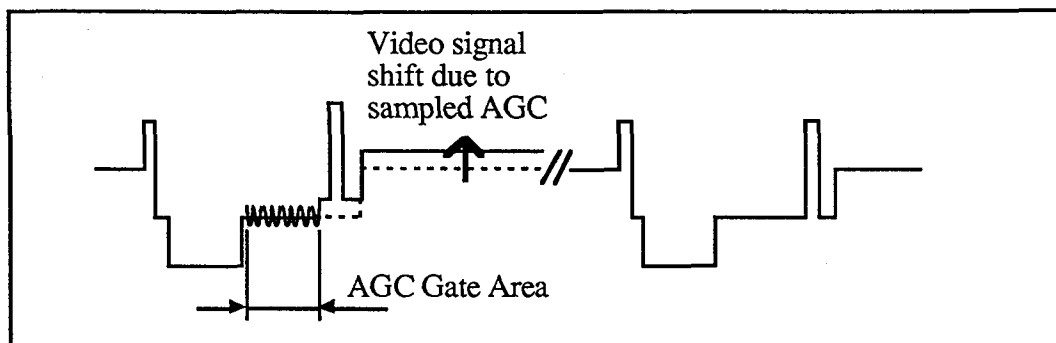 Video signal
shift due to
sampled AGC
AGC Gate Area